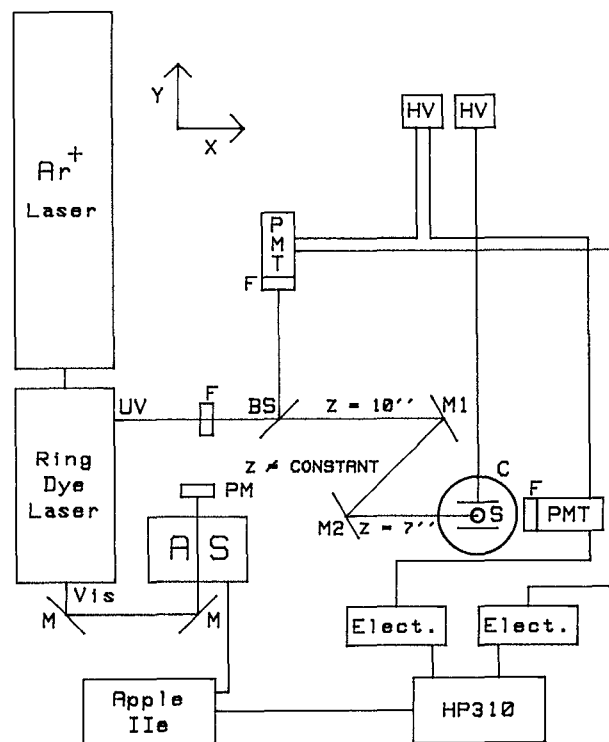 Ar+
Laser
Y
X
HV
HV
P
M
T
F
UV
F
BS
Z = 10''
M1
Z ≠ CONSTANT
Ring
Dye
Laser
PM
C
F
S
PMT
M2
Z = 7''
A S
Vis
M
M
Elect.
Elect.
Apple
IIe
HP310